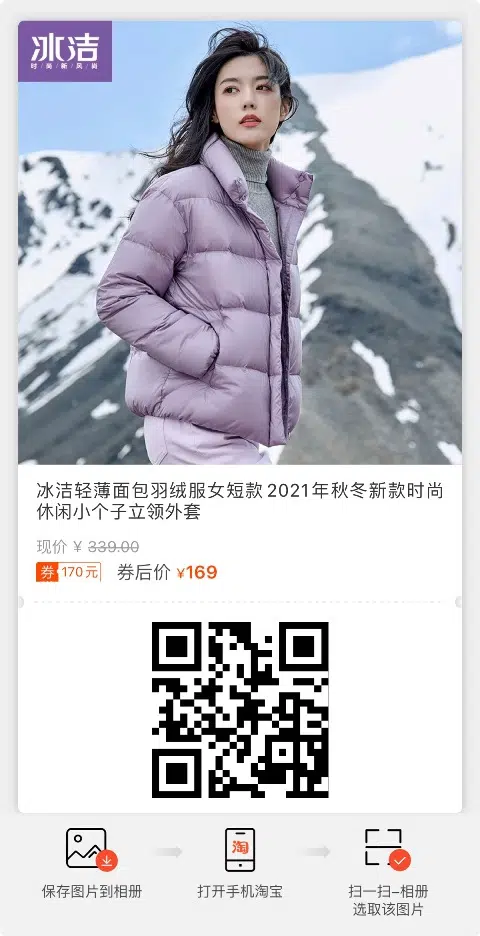 冰洁
时/尚/新/风/尚
冰洁轻薄面包羽绒服女短款2021年秋冬新款时尚
休闲小个子立领外套
现价 ¥ 339.00
券 170元 券后价 ¥169
淘
保存图片到相册
打开手机淘宝
扫一扫–相册
选取该图片